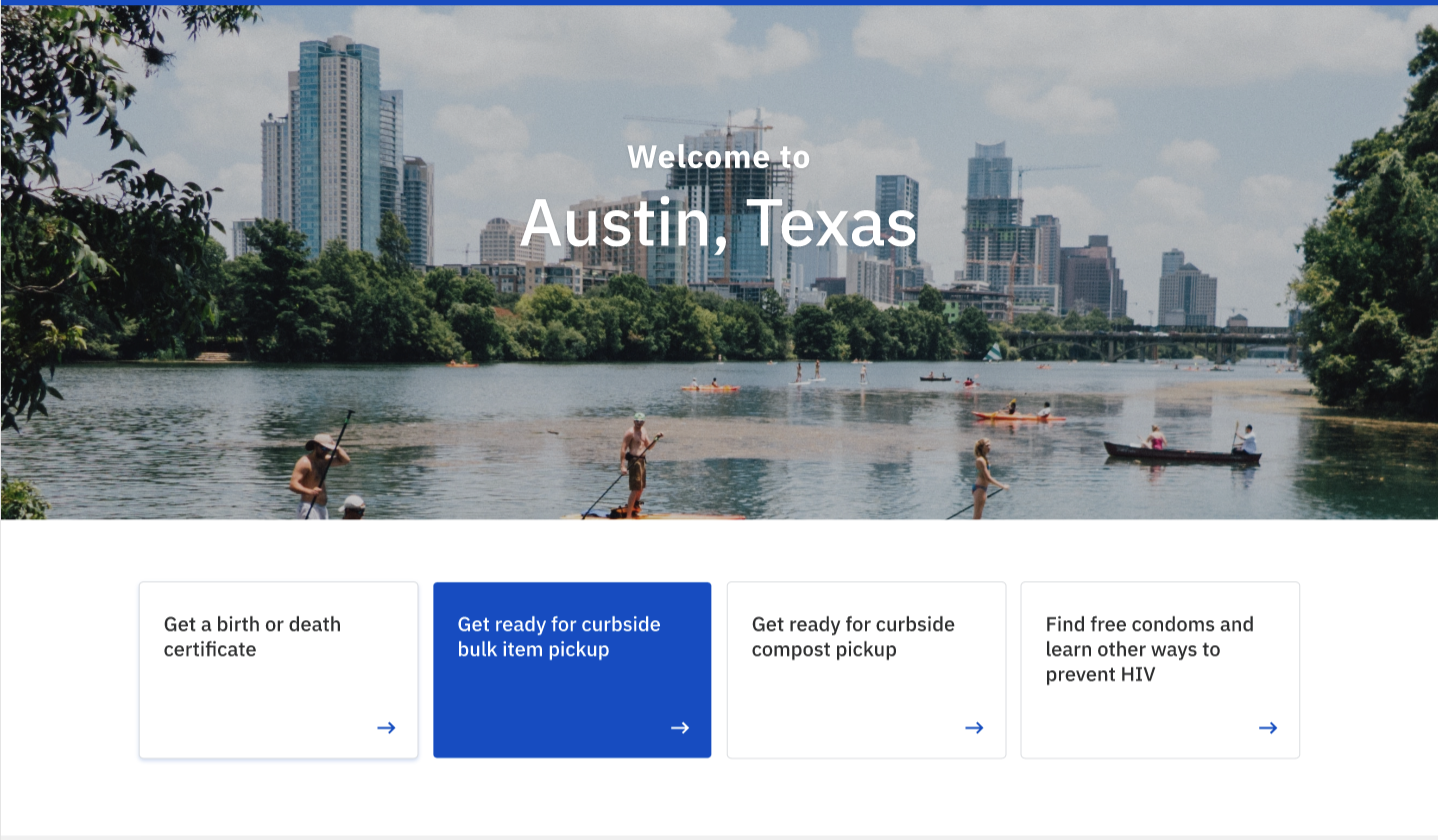 Welcome to
Austin, Texas
Get a birth or death
certificate
Get ready for curbside
bulk item pickup
Get ready for curbside
compost pickup
Find free condoms and
learn other ways to
prevent HIV